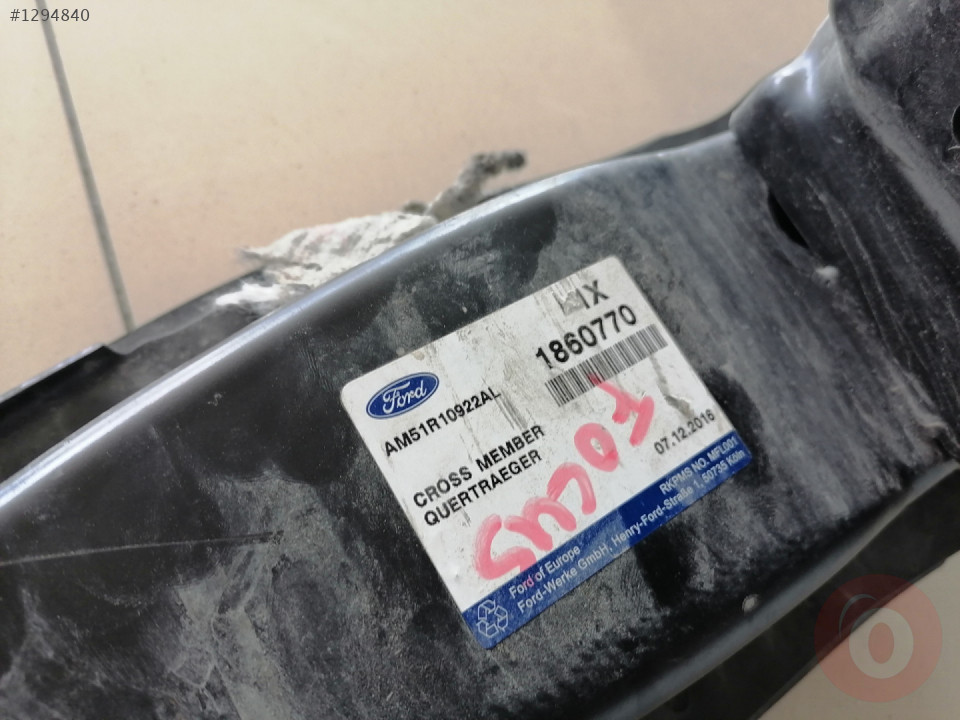 #1294840
IX
1860770
Ford
AM51R10922AL
CROSS MEMBER
QUERTRAEGER
07.12.2016
RKPMS NO. MFL001
Ford of Europe
Ford-Werke GmbH, Henry-Ford-Straße 1, 50735 Köln